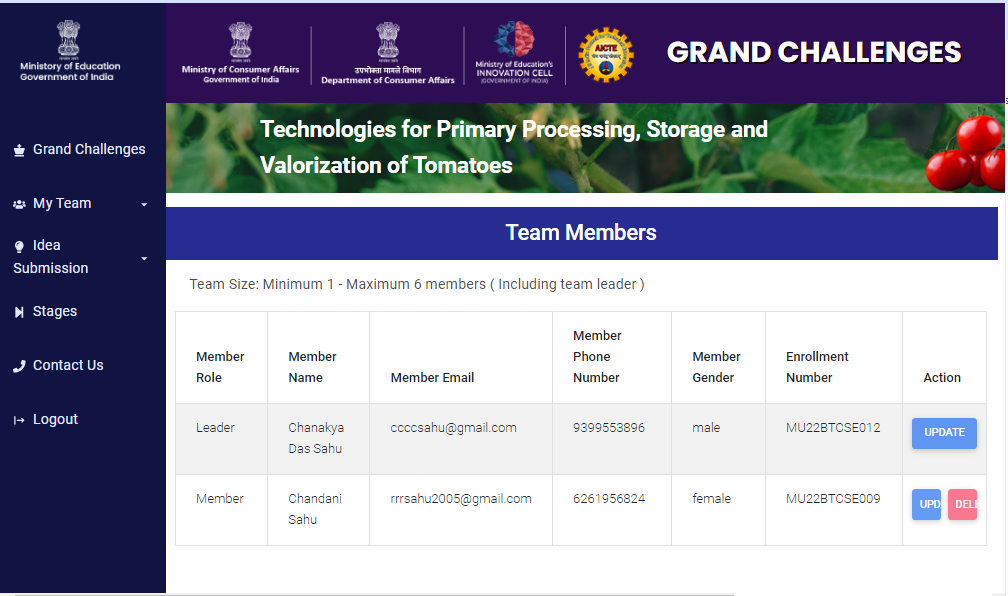 Ministory of Education
Government of India
Ministry of Consumer Affairs
Government of India
उपभोक्ता मामले विभाग
Department of Consumer Affairs
Ministry of Education's
INNOVATION CELL
(GOVERNMENT OF INDIA)
AICTE
GRAND CHALLENGES
Technologies for Primary Processing, Storage and
Valorization of Tomatoes
Grand Challenges
My Team
Idea
Submission
Stages
Contact Us
Logout
Team Members
Team Size: Minimum 1 - Maximum 6 members ( Including team leader )
Member Role Member Name Member Email Member Phone Number Member Gender Enrollment Number Action
Leader Chanakya Das Sahu ccccsahu@gmail.com 9399553896 male MU22BTCSE012 UPDATE
Member Chandani Sahu rrrsahu2005@gmail.com 6261956824 female MU22BTCSE009 UPD DEL